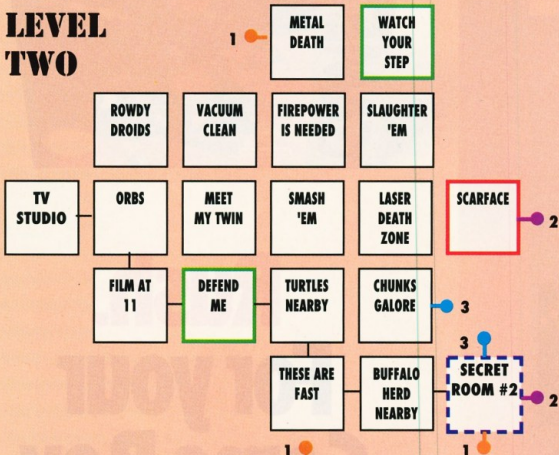 LEVEL
TWO
1
METAL
DEATH
WATCH
YOUR
STEP
ROWDY
DROIDS
VACUUM
CLEAN
FIREPOWER
IS NEEDED
SLAUGHTER
'EM
TV
STUDIO
ORBS
MEET
MY TWIN
SMASH
'EM
LASER
DEATH
ZONE
SCARFACE
2
FILM AT
11
DEFEND
ME
TURTLES
NEARBY
CHUNKS
GALORE
3
3
THESE ARE
FAST
BUFFALO
HERD
NEARBY
SECRET
ROOM #2
2
1
1